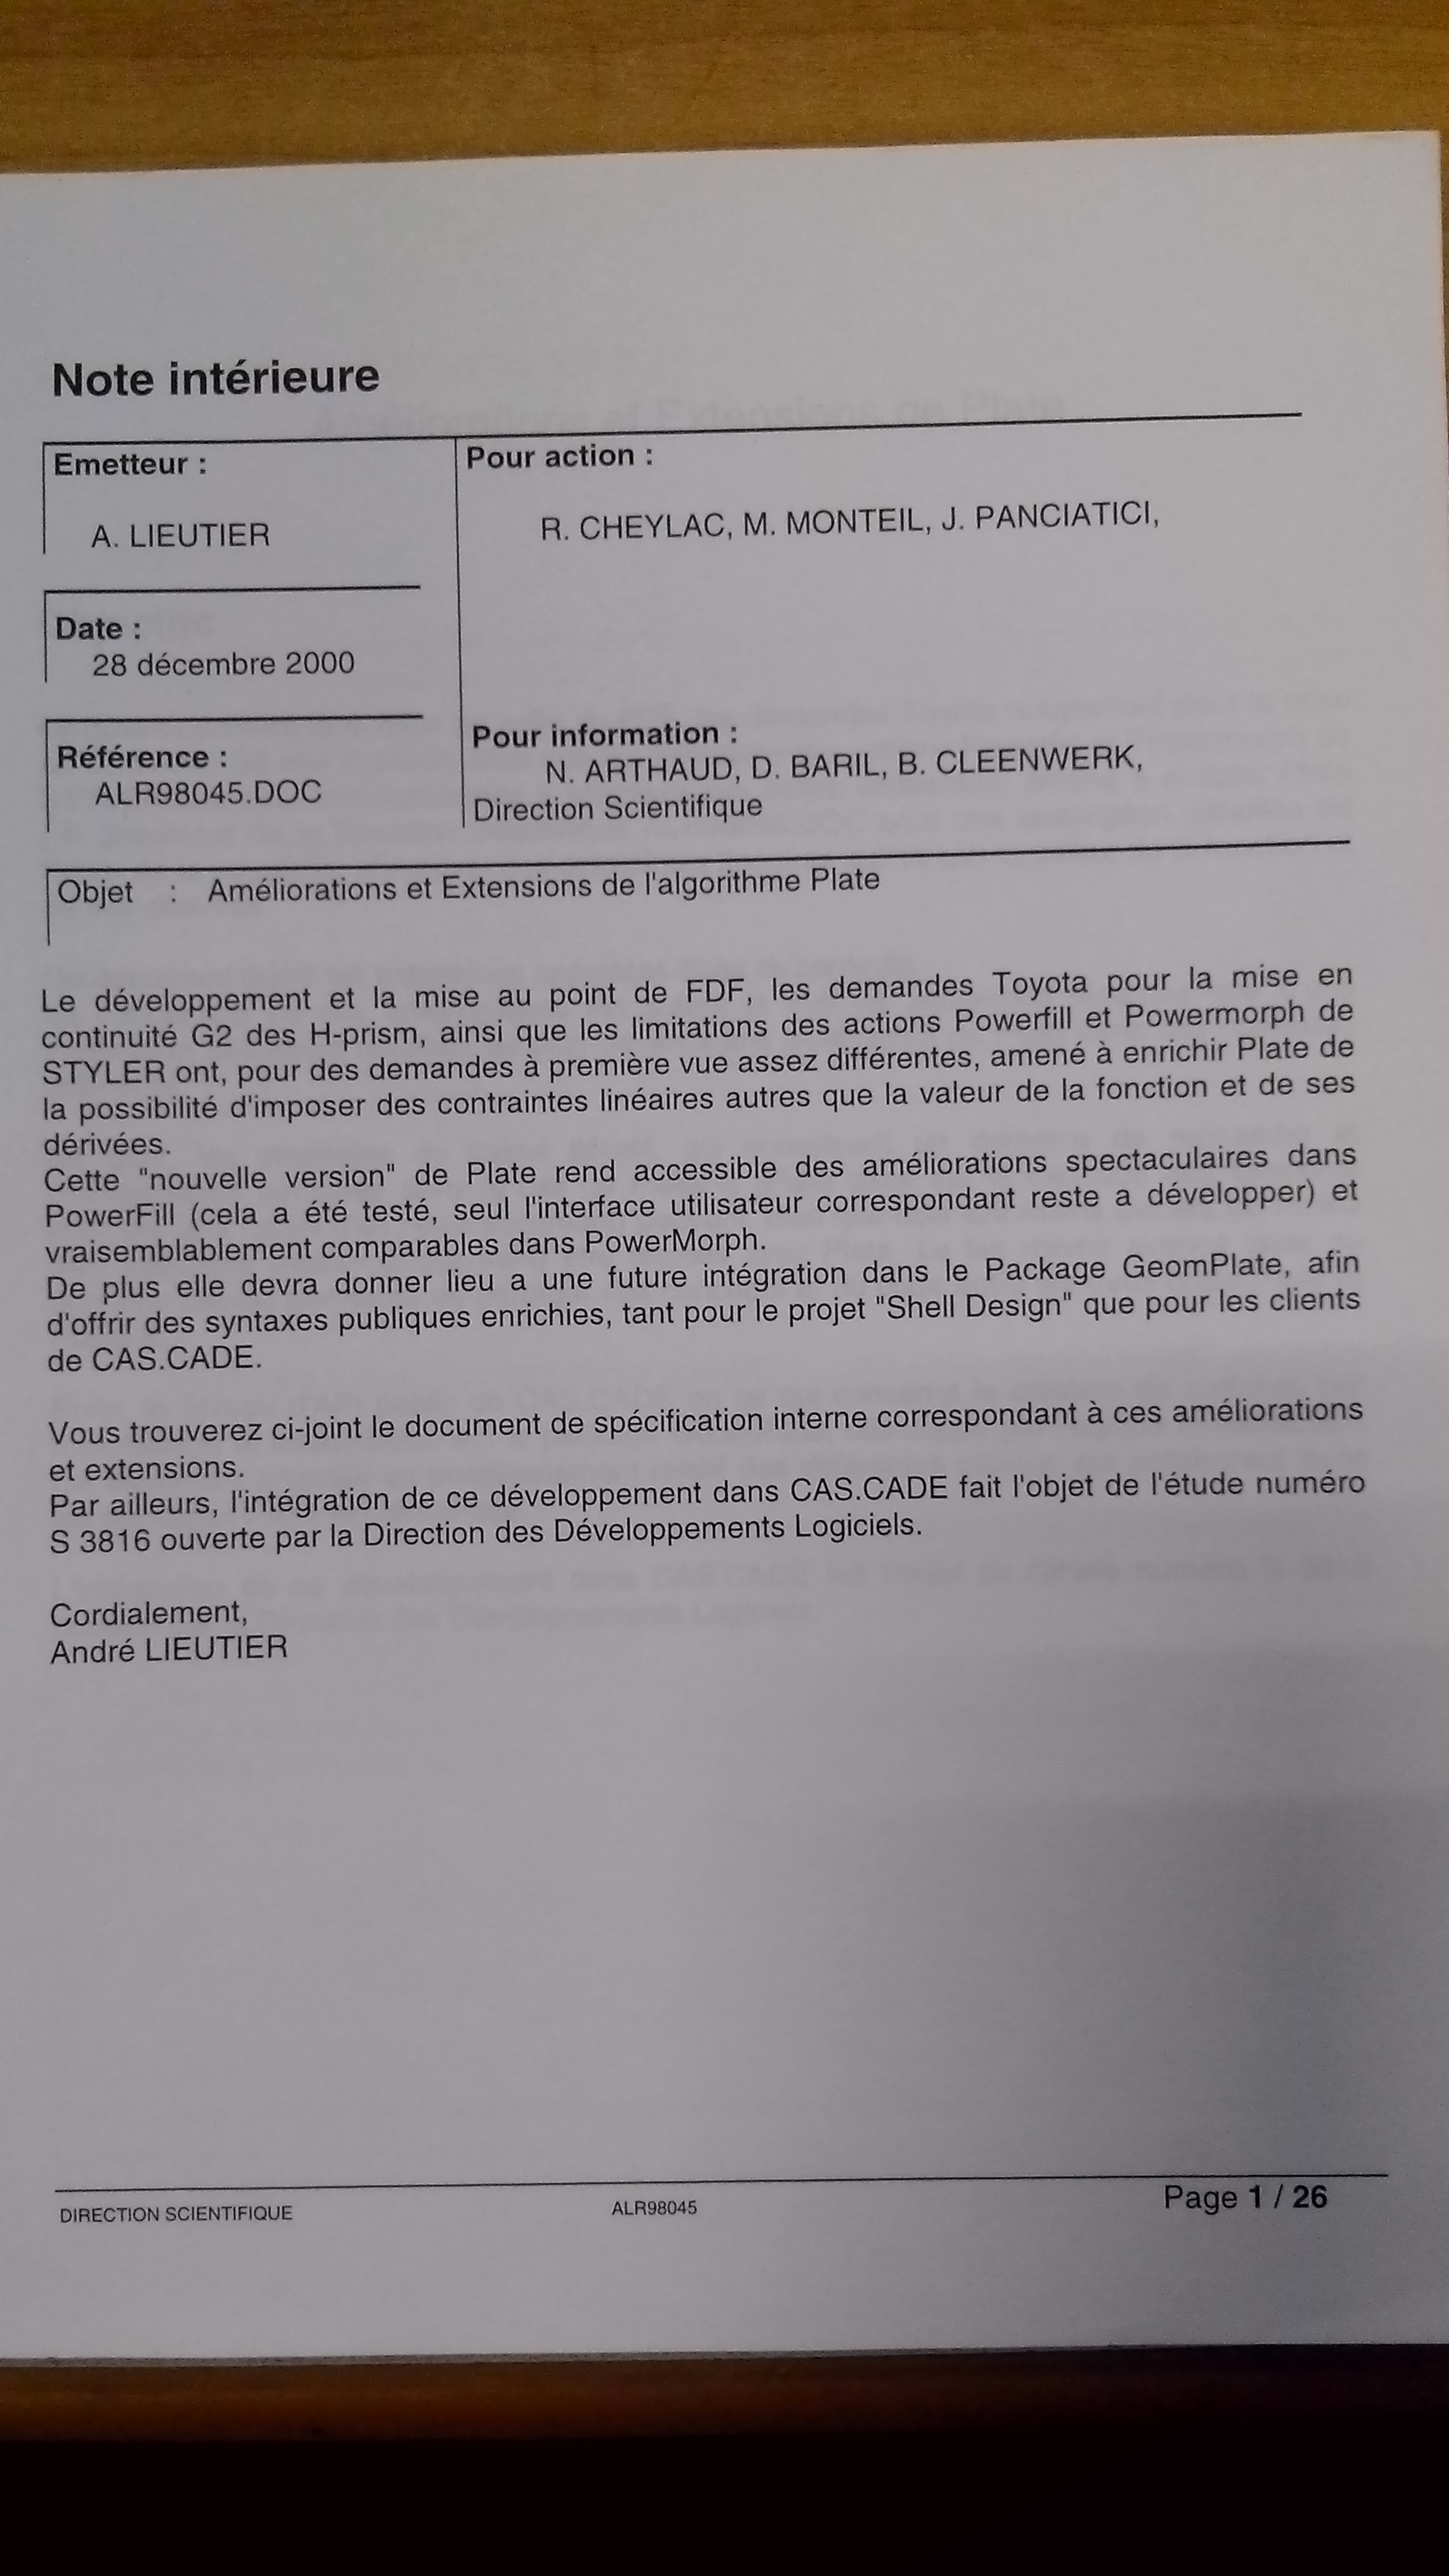 Note intérieure
Emetteur :
A. LIEUTIER
Pour action :
R. CHEYLAC, M. MONTEIL, J. PANCIATICI,
Date :
28 décembre 2000
Référence :
ALR98045.DOC
Pour information :
N. ARTHAUD, D. BARIL, B. CLEENWERK,
Direction Scientifique
Objet : Améliorations et Extensions de l'algorithme Plate
Le développement et la mise au point de FDF, les demandes Toyota pour la mise en
continuité G2 des H-prism, ainsi que les limitations des actions Powerfill et Powermorph de
STYLER ont, pour des demandes à première vue assez différentes, amené à enrichir Plate de
la possibilité d'imposer des contraintes linéaires autres que la valeur de la fonction et de ses
dérivées.
Cette "nouvelle version" de Plate rend accessible des améliorations spectaculaires dans
PowerFill (cela a été testé, seul l'interface utilisateur correspondant reste a développer) et
vraisemblablement comparables dans PowerMorph.
De plus elle devra donner lieu a une future intégration dans le Package GeomPlate, afin
d'offrir des syntaxes publiques enrichies, tant pour le projet "Shell Design" que pour les clients
de CAS.CADE.
Vous trouverez ci-joint le document de spécification interne correspondant à ces améliorations
et extensions.
Par ailleurs, l'intégration de ce développement dans CAS.CADE fait l'objet de l'étude numéro
S 3816 ouverte par la Direction des Développements Logiciels.
Cordialement,
André LIEUTIER
DIRECTION SCIENTIFIQUE
ALR98045
Page 1 / 26